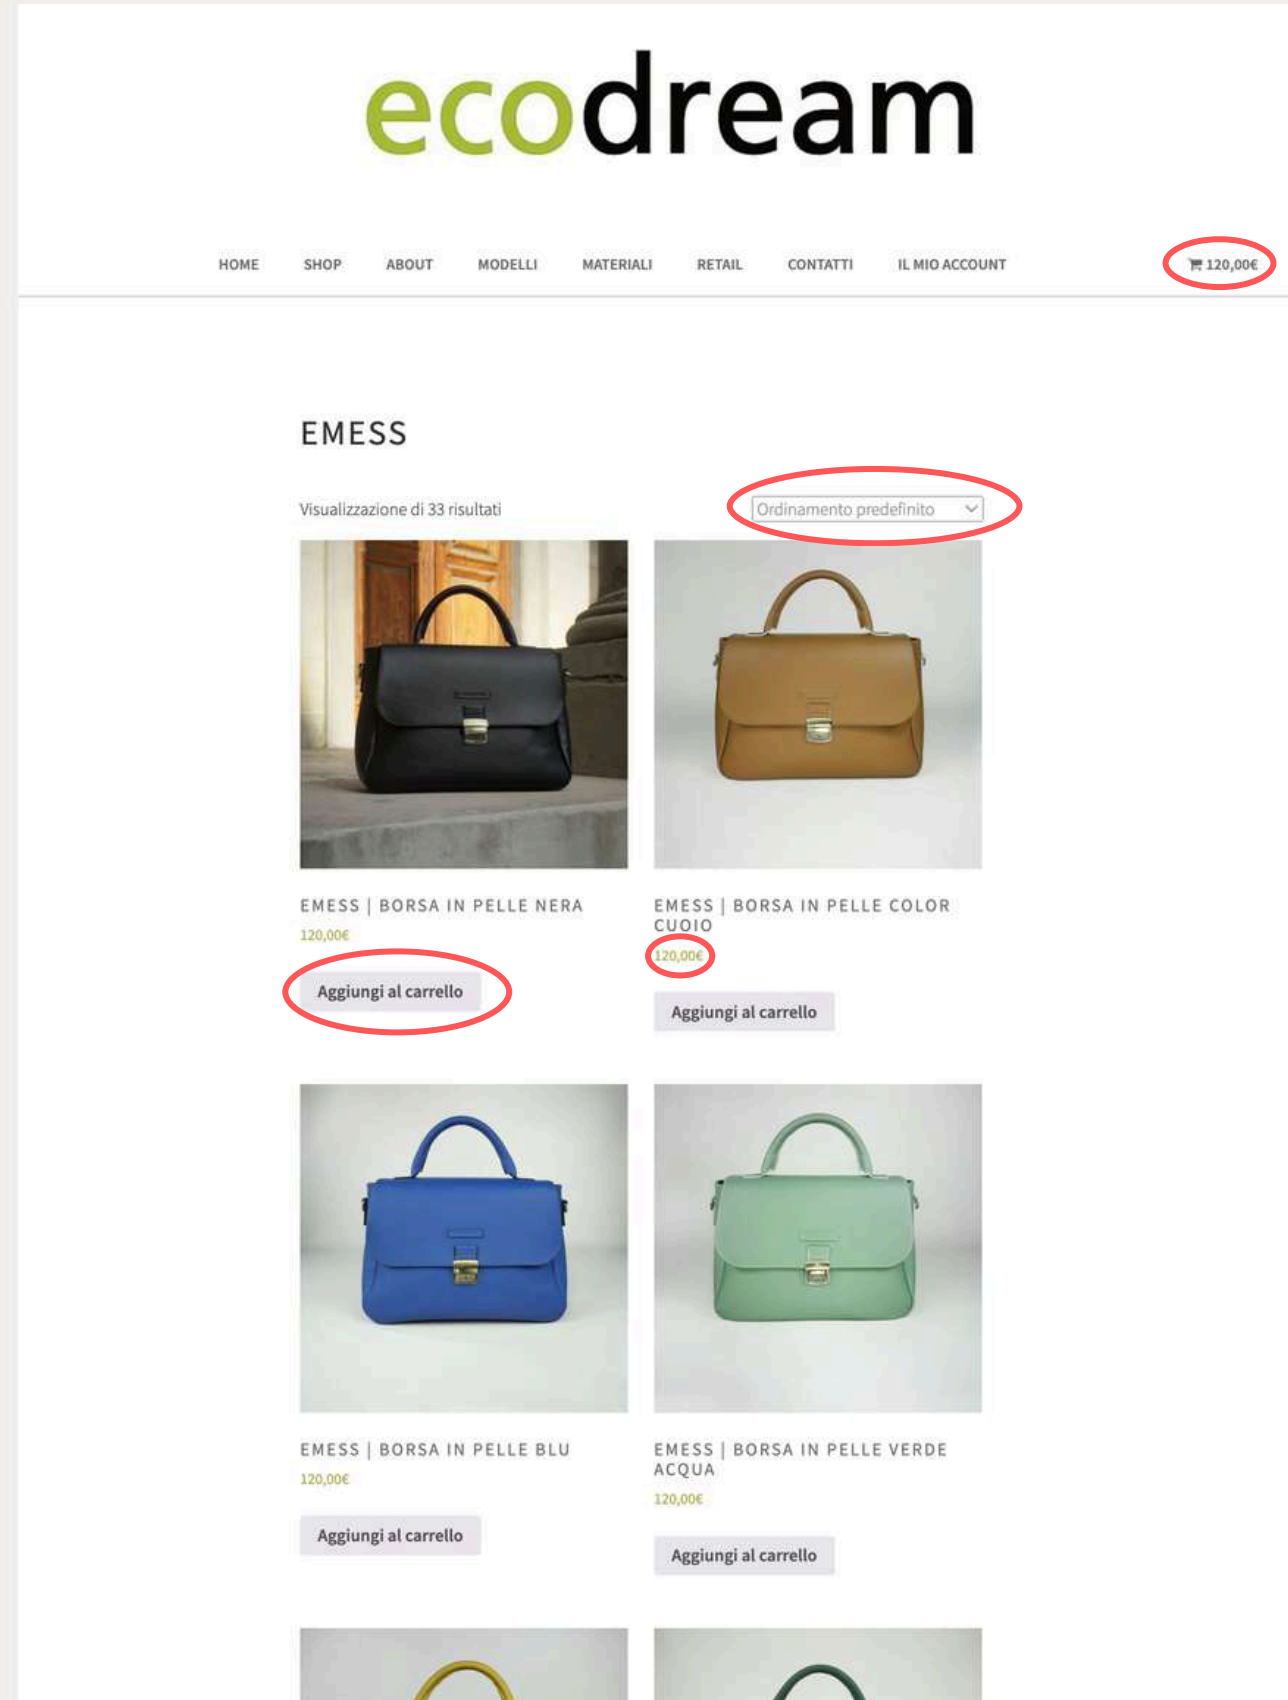 ecodream
HOME SHOP ABOUT MODELLI MATERIALI RETAIL CONTATTI IL MIO ACCOUNT 120,00€
EMESS
Visualizzazione di 33 risultati
Ordinamento predefinito
EMESS | BORSA IN PELLE NERA
120,00€
Aggiungi al carrello
EMESS | BORSA IN PELLE COLOR
CUOIO
120,00€
Aggiungi al carrello
EMESS | BORSA IN PELLE BLU
120,00€
Aggiungi al carrello
EMESS | BORSA IN PELLE VERDE
ACQUA
120,00€
Aggiungi al carrello